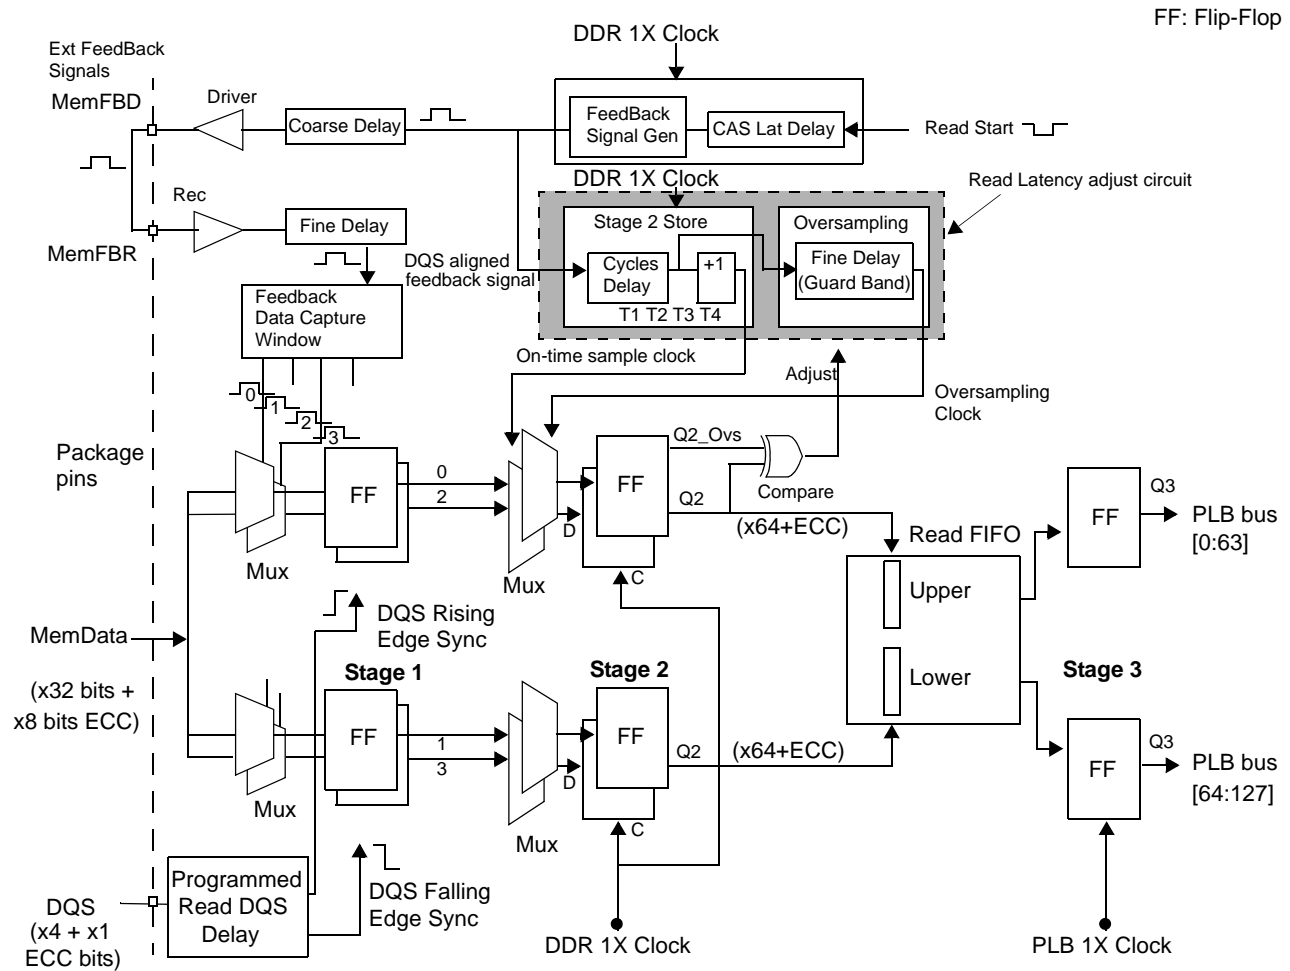 FF: Flip-Flop
DDR 1X Clock
Ext FeedBack
Signals
MemFBD
Driver
Coarse Delay
FeedBack
Signal Gen
CAS Lat Delay
Read Start
DDR 1X Clock
Read Latency adjust circuit
Rec
MemFBR
Fine Delay
Stage 2 Store
Oversampling
DQS aligned
feedback signal
Cycles
Delay
+1
Fine Delay
(Guard Band)
T1 T2 T3 T4
Feedback
Data Capture
Window
On-time sample clock
Adjust
Oversampling
Clock
0
1
2
3
Package
pins
FF
0
2
Q2_Ovs
FF
Q2
Compare
D
(x64+ECC)
Mux
Mux
C
Read FIFO
FF
Q3
PLB bus
[0:63]
Upper
MemData
DQS Rising
Edge Sync
Lower
(x32 bits +
x8 bits ECC)
Stage 1
Stage 2
Stage 3
FF
1
3
FF
Q2
D
(x64+ECC)
Mux
Mux
C
FF
Q3
PLB bus
[64:127]
Programmed
Read DQS
Delay
DQS Falling
Edge Sync
DQS
(x4 + x1
ECC bits)
DDR 1X Clock
PLB 1X Clock